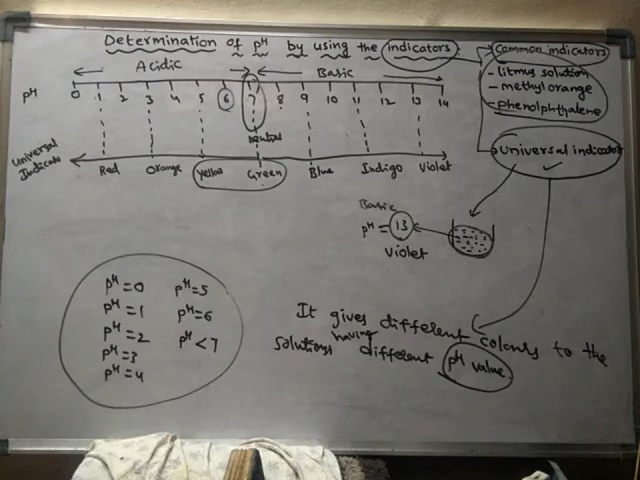 Determination of pH by using the indicators
Common indicators
- litmus solution
- methyl orange
- phenolphthalene
Universal indicator
Acidic
Basic
pH
0 1 2 3 4 5 6 7 8 9 10 11 12 13 14
neutral
Universal
Indicato
Red Orange Yellow Green Blue Indigo Violet
Basic
pH = 13
Violet
pH=0 pH=5
pH=1 pH=6
pH=2 pH<7
pH=3
pH=4
It gives different colours to the
solutions having different pH value.